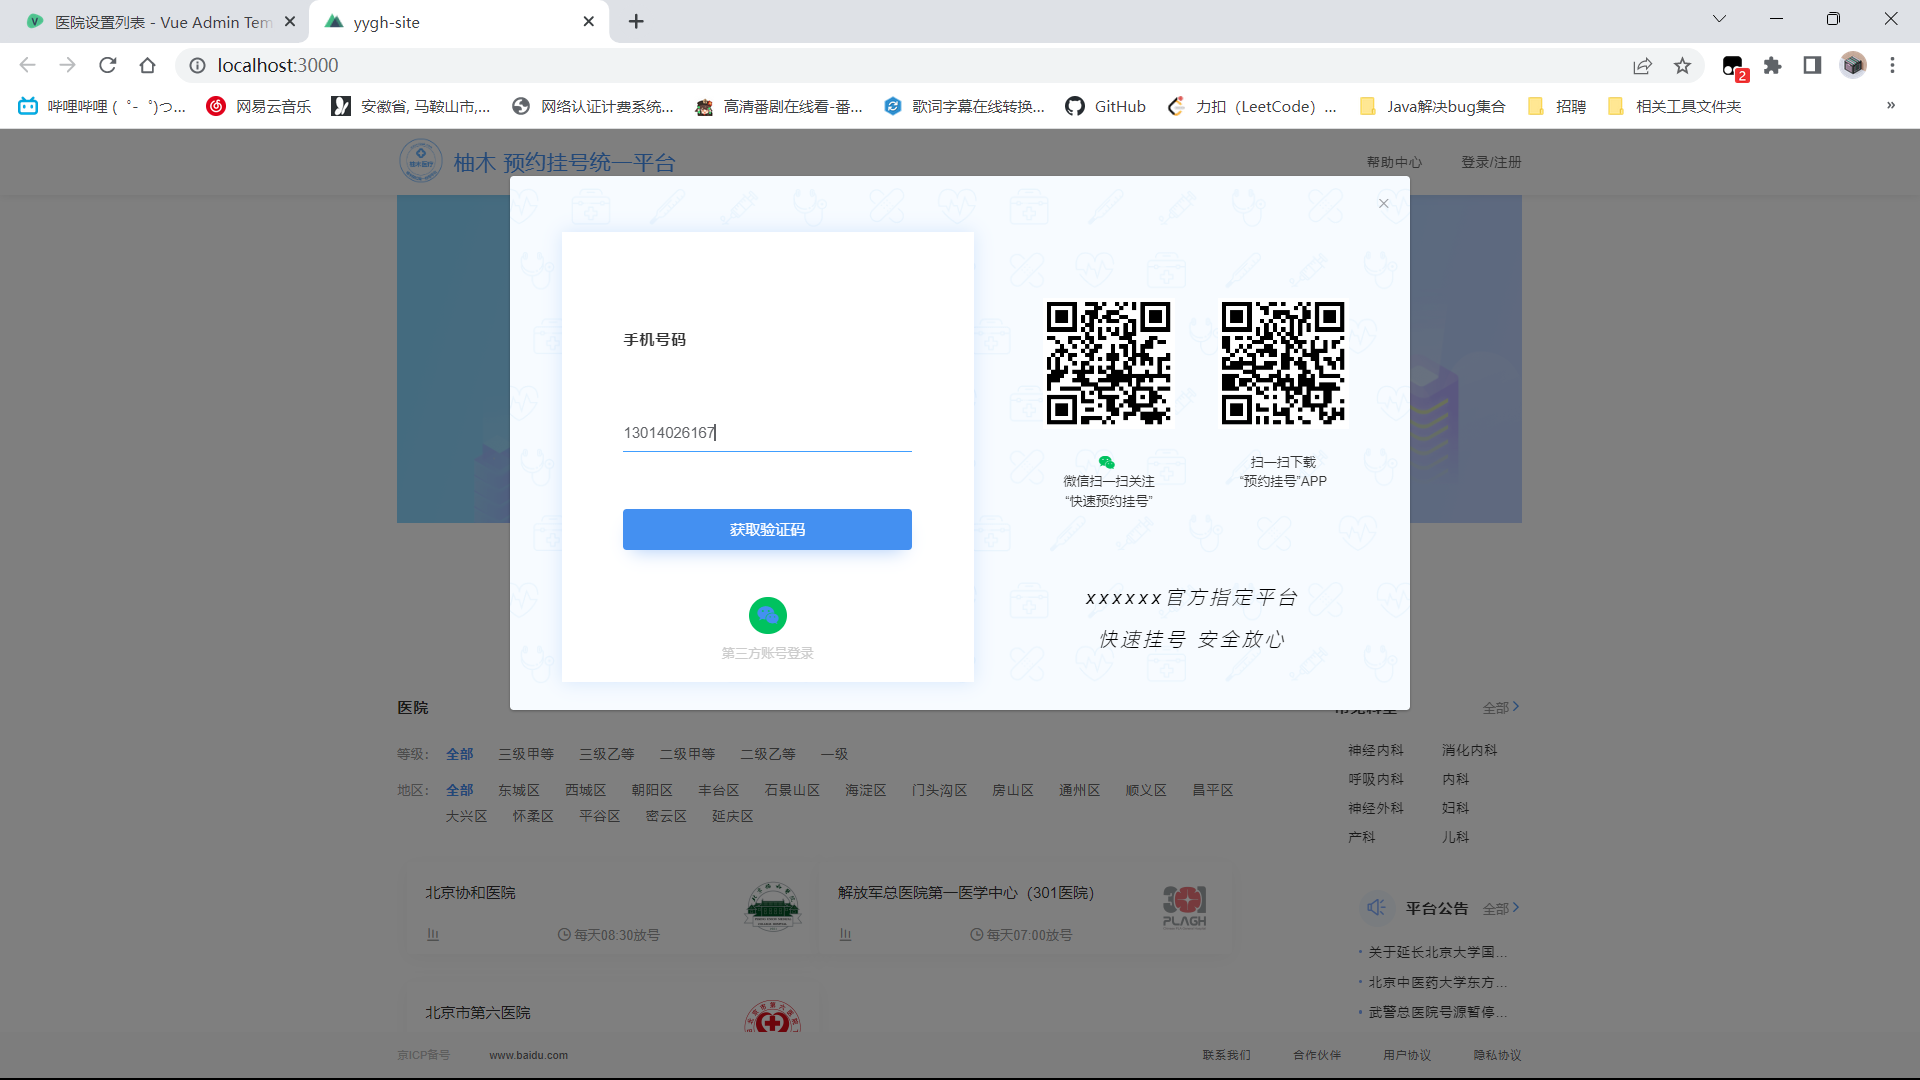 医院设置列表 - Vue Admin Tem
yygh-site
localhost:3000
2
哔哩哔哩 ( ゜- ゜)つ...
网易云音乐
安徽省, 马鞍山市,...
网络认证计费系统...
高清番剧在线看-番...
歌词字幕在线转换...
GitHub
力扣（LeetCode）...
Java解决bug集合
招聘
相关工具文件夹
»
柚木 预约挂号统一平台
帮助中心
登录/注册
手机号码
13014026167
获取验证码
第三方账号登录
微信扫一扫关注
“快速预约挂号”
扫一扫下载
“预约挂号”APP
xxxxxx官方指定平台
快速挂号 安全放心
医院
全部
等级:
全部 三级甲等 三级乙等 二级甲等 二级乙等 一级
地区:
全部 东城区 西城区 朝阳区 丰台区 石景山区 海淀区 门头沟区 房山区 通州区 顺义区 昌平区
大兴区 怀柔区 平谷区 密云区 延庆区
神经内科 消化内科
呼吸内科 内科
神经外科 妇科
产科 儿科
北京协和医院
每天08:30放号
解放军总医院第一医学中心（301医院）
每天07:00放号
301
PLAGH
北京市第六医院
平台公告
全部
关于延长北京大学国...
北京中医药大学东方...
武警总医院号源暂停...
京ICP备号
www.baidu.com
联系我们
合作伙伴
用户协议
隐私协议